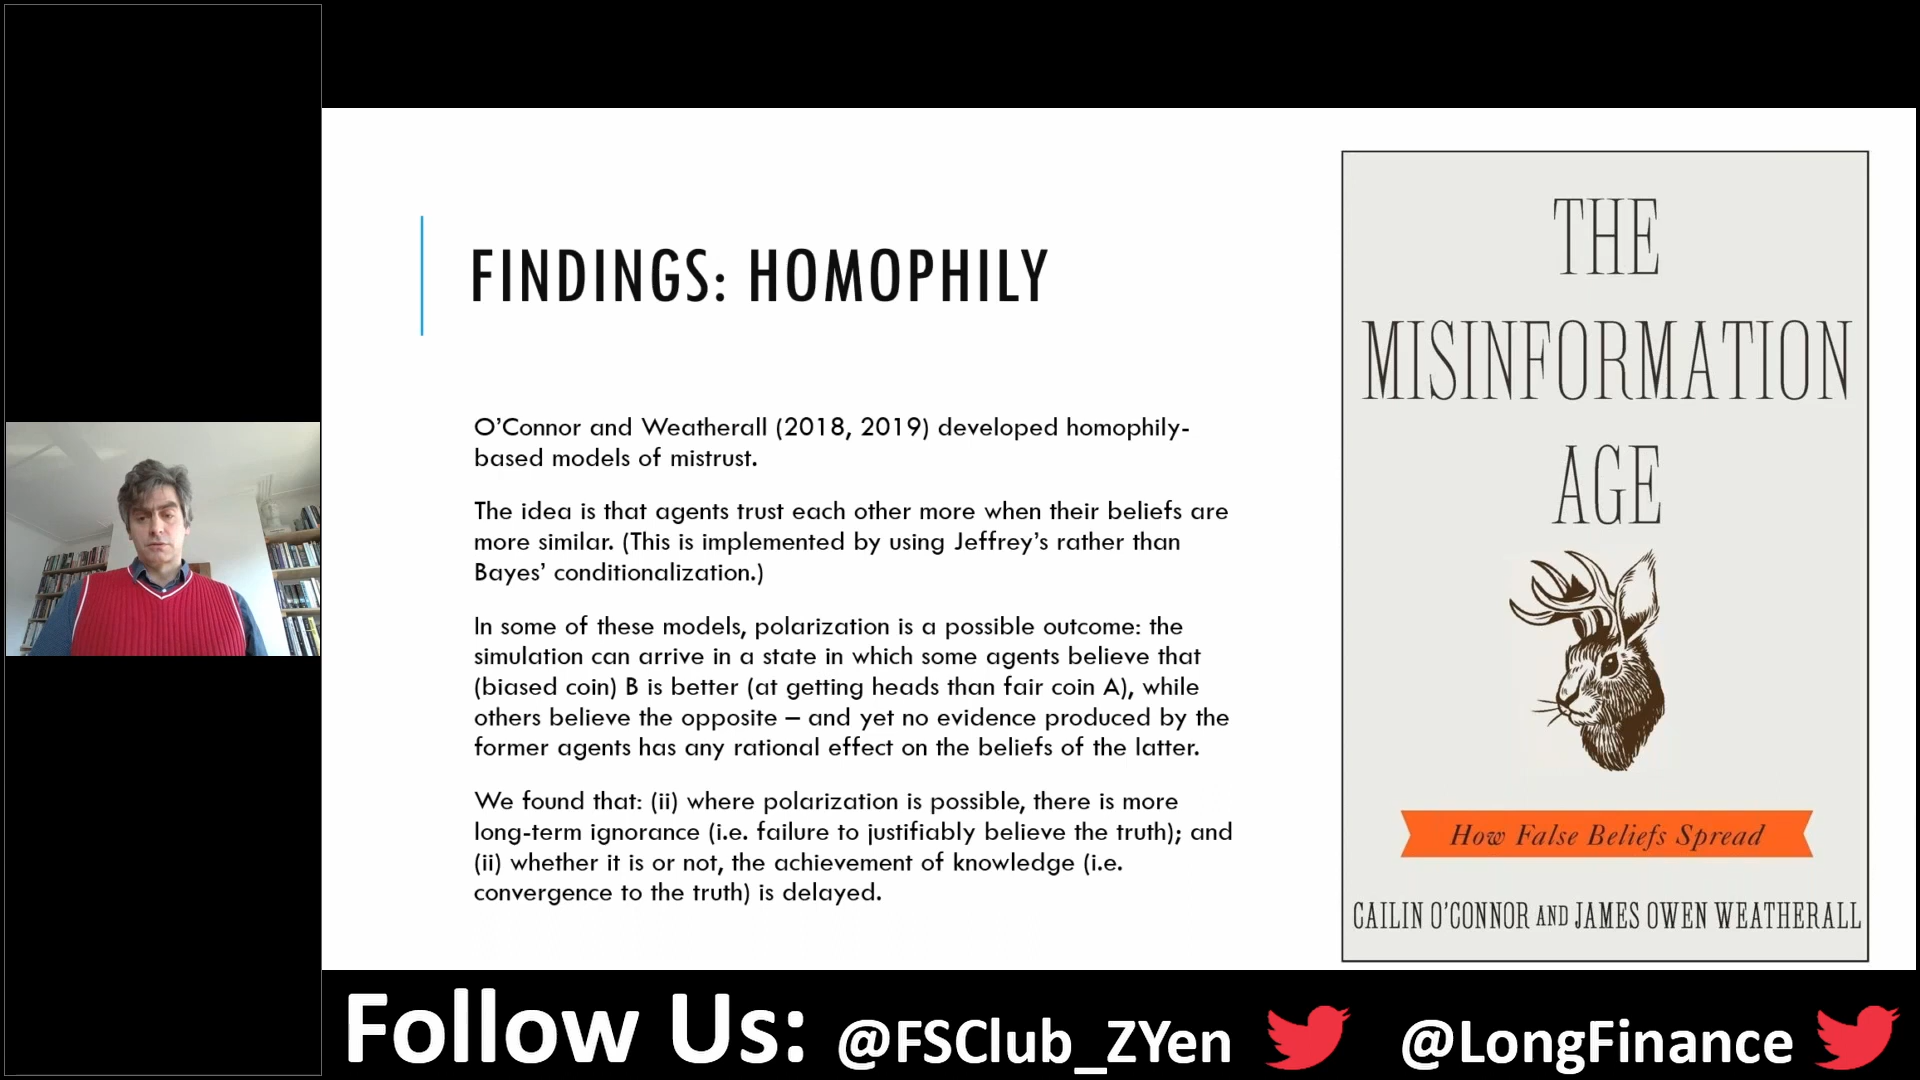 FINDINGS: HOMOPHILY
O’Connor and Weatherall (2018, 2019) developed homophily-
based models of mistrust.
The idea is that agents trust each other more when their beliefs are
more similar. (This is implemented by using Jeffrey’s rather than
Bayes’ conditionalization.)
In some of these models, polarization is a possible outcome: the
simulation can arrive in a state in which some agents believe that
(biased coin) B is better (at getting heads than fair coin A), while
others believe the opposite – and yet no evidence produced by the
former agents has any rational effect on the beliefs of the latter.
We found that: (ii) where polarization is possible, there is more
long-term ignorance (i.e. failure to justifiably believe the truth); and
(ii) whether it is or not, the achievement of knowledge (i.e.
convergence to the truth) is delayed.
THE
MISINFORMATION
AGE
How False Beliefs Spread
CAILIN O’CONNOR AND JAMES OWEN WEATHERALL
Follow Us: @FSClub_ZYen @LongFinance